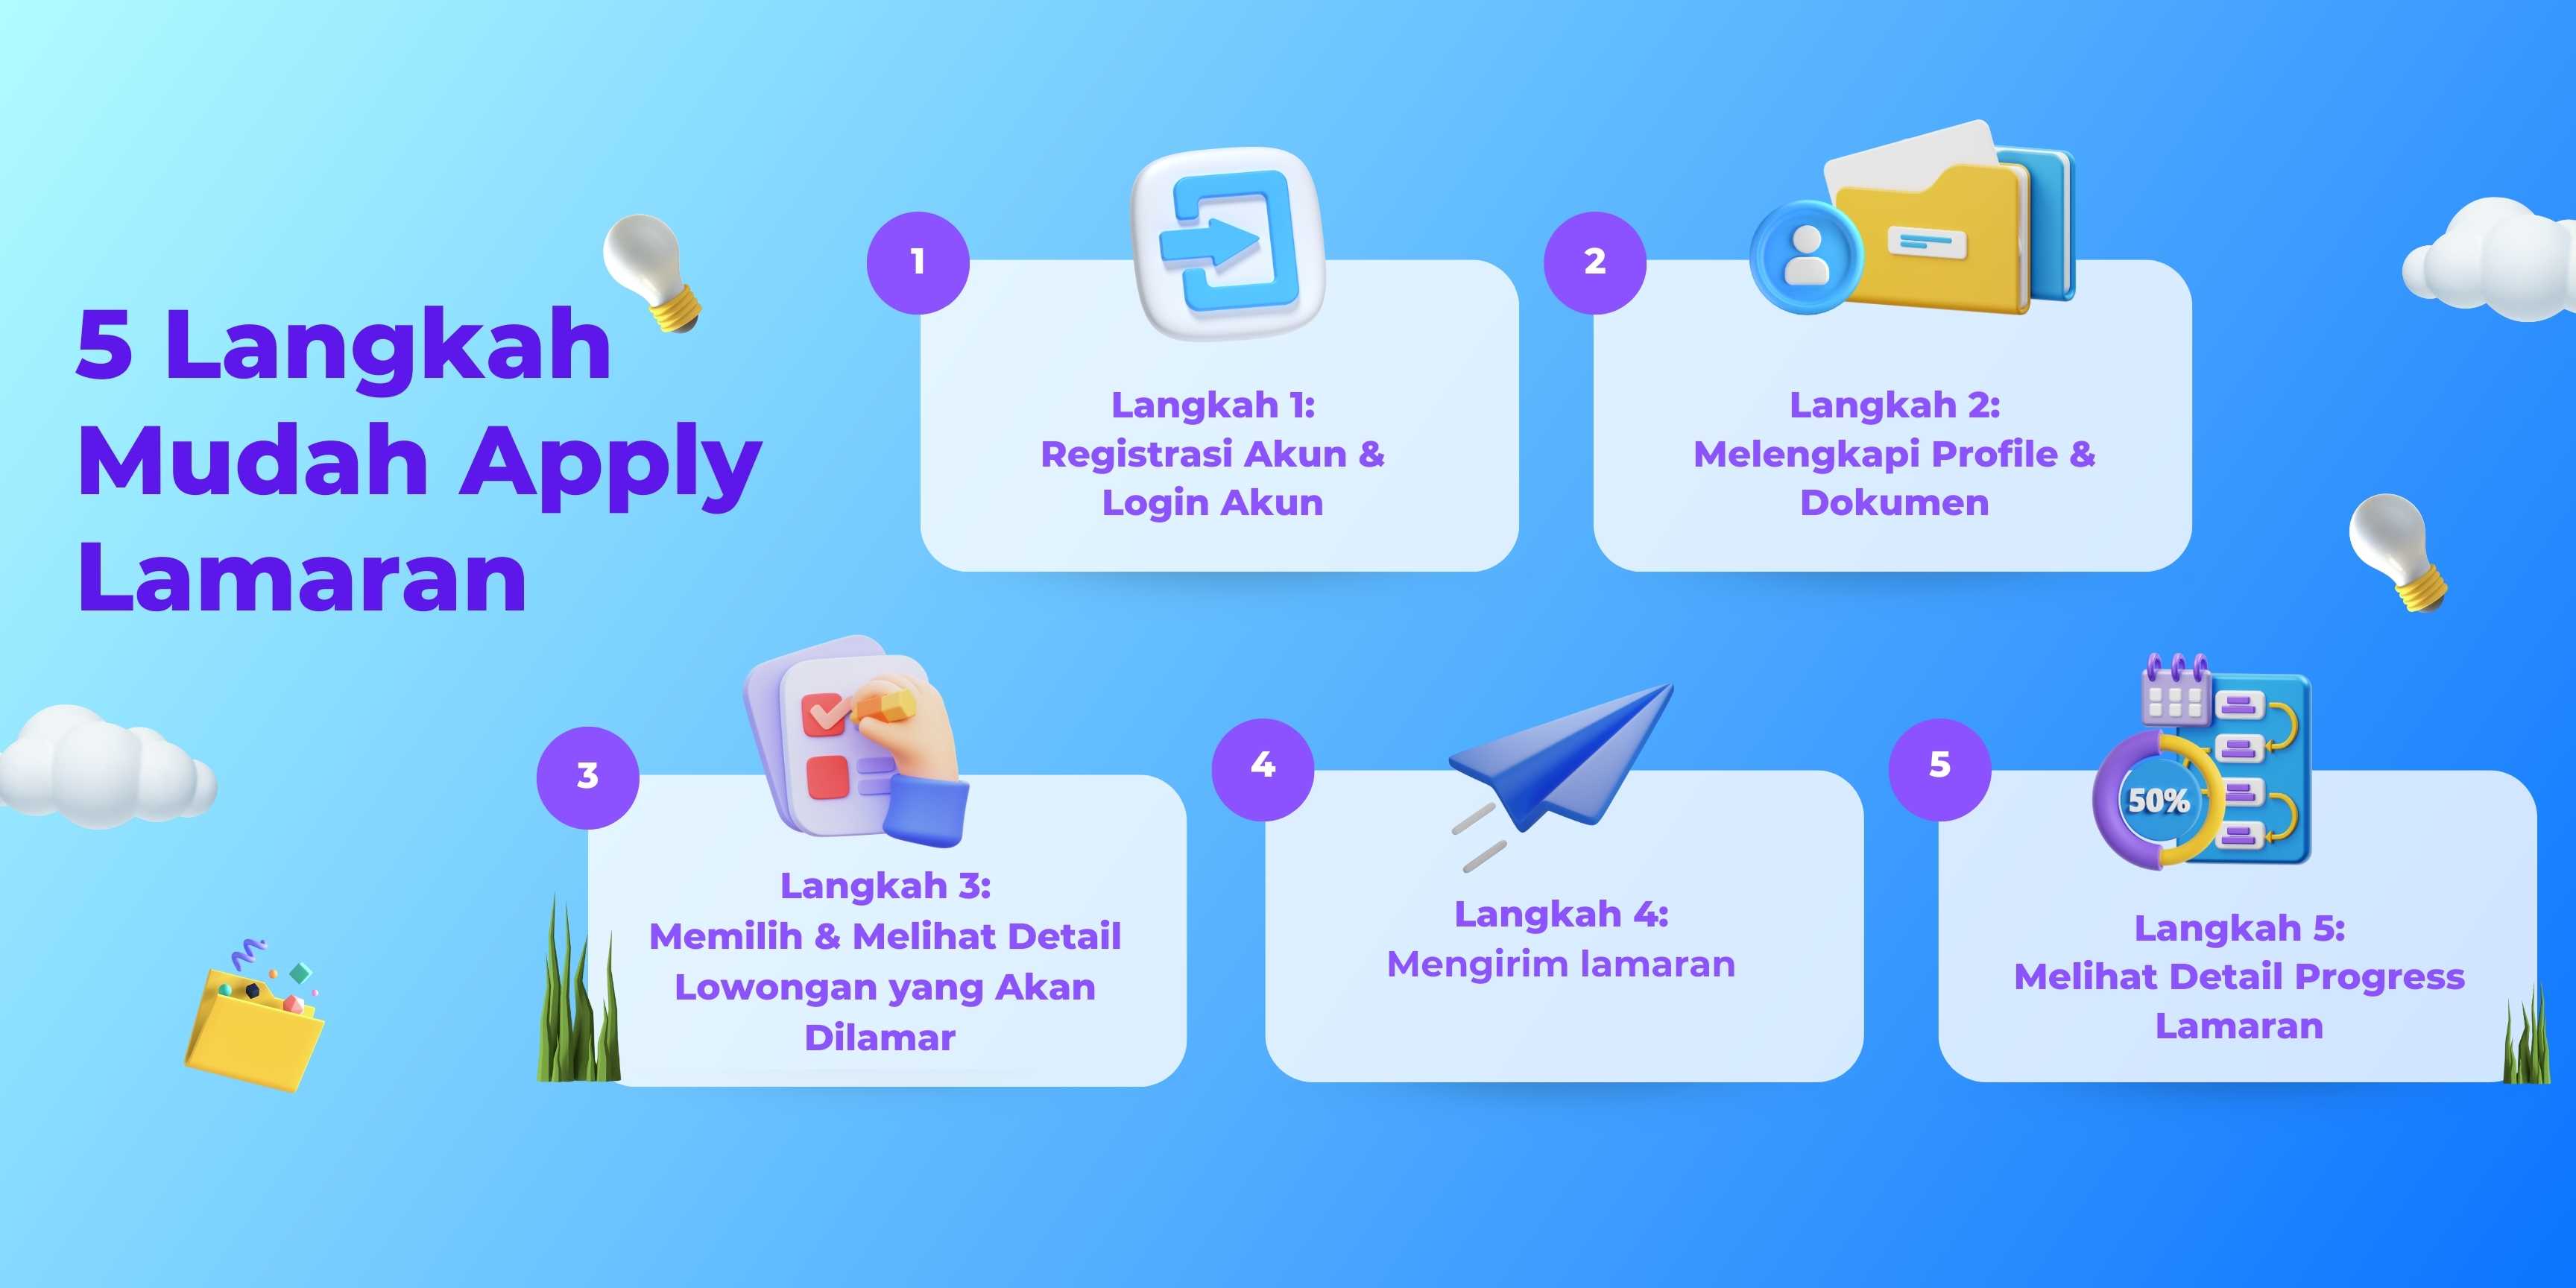 5 Langkah
Mudah Apply
Lamaran
1
Langkah 1:
Registrasi Akun &
Login Akun
2
Langkah 2:
Melengkapi Profile &
Dokumen
3
Langkah 3:
Memilih & Melihat Detail
Lowongan yang Akan
Dilamar
4
Langkah 4:
Mengirim lamaran
5
50%
Langkah 5:
Melihat Detail Progress
Lamaran